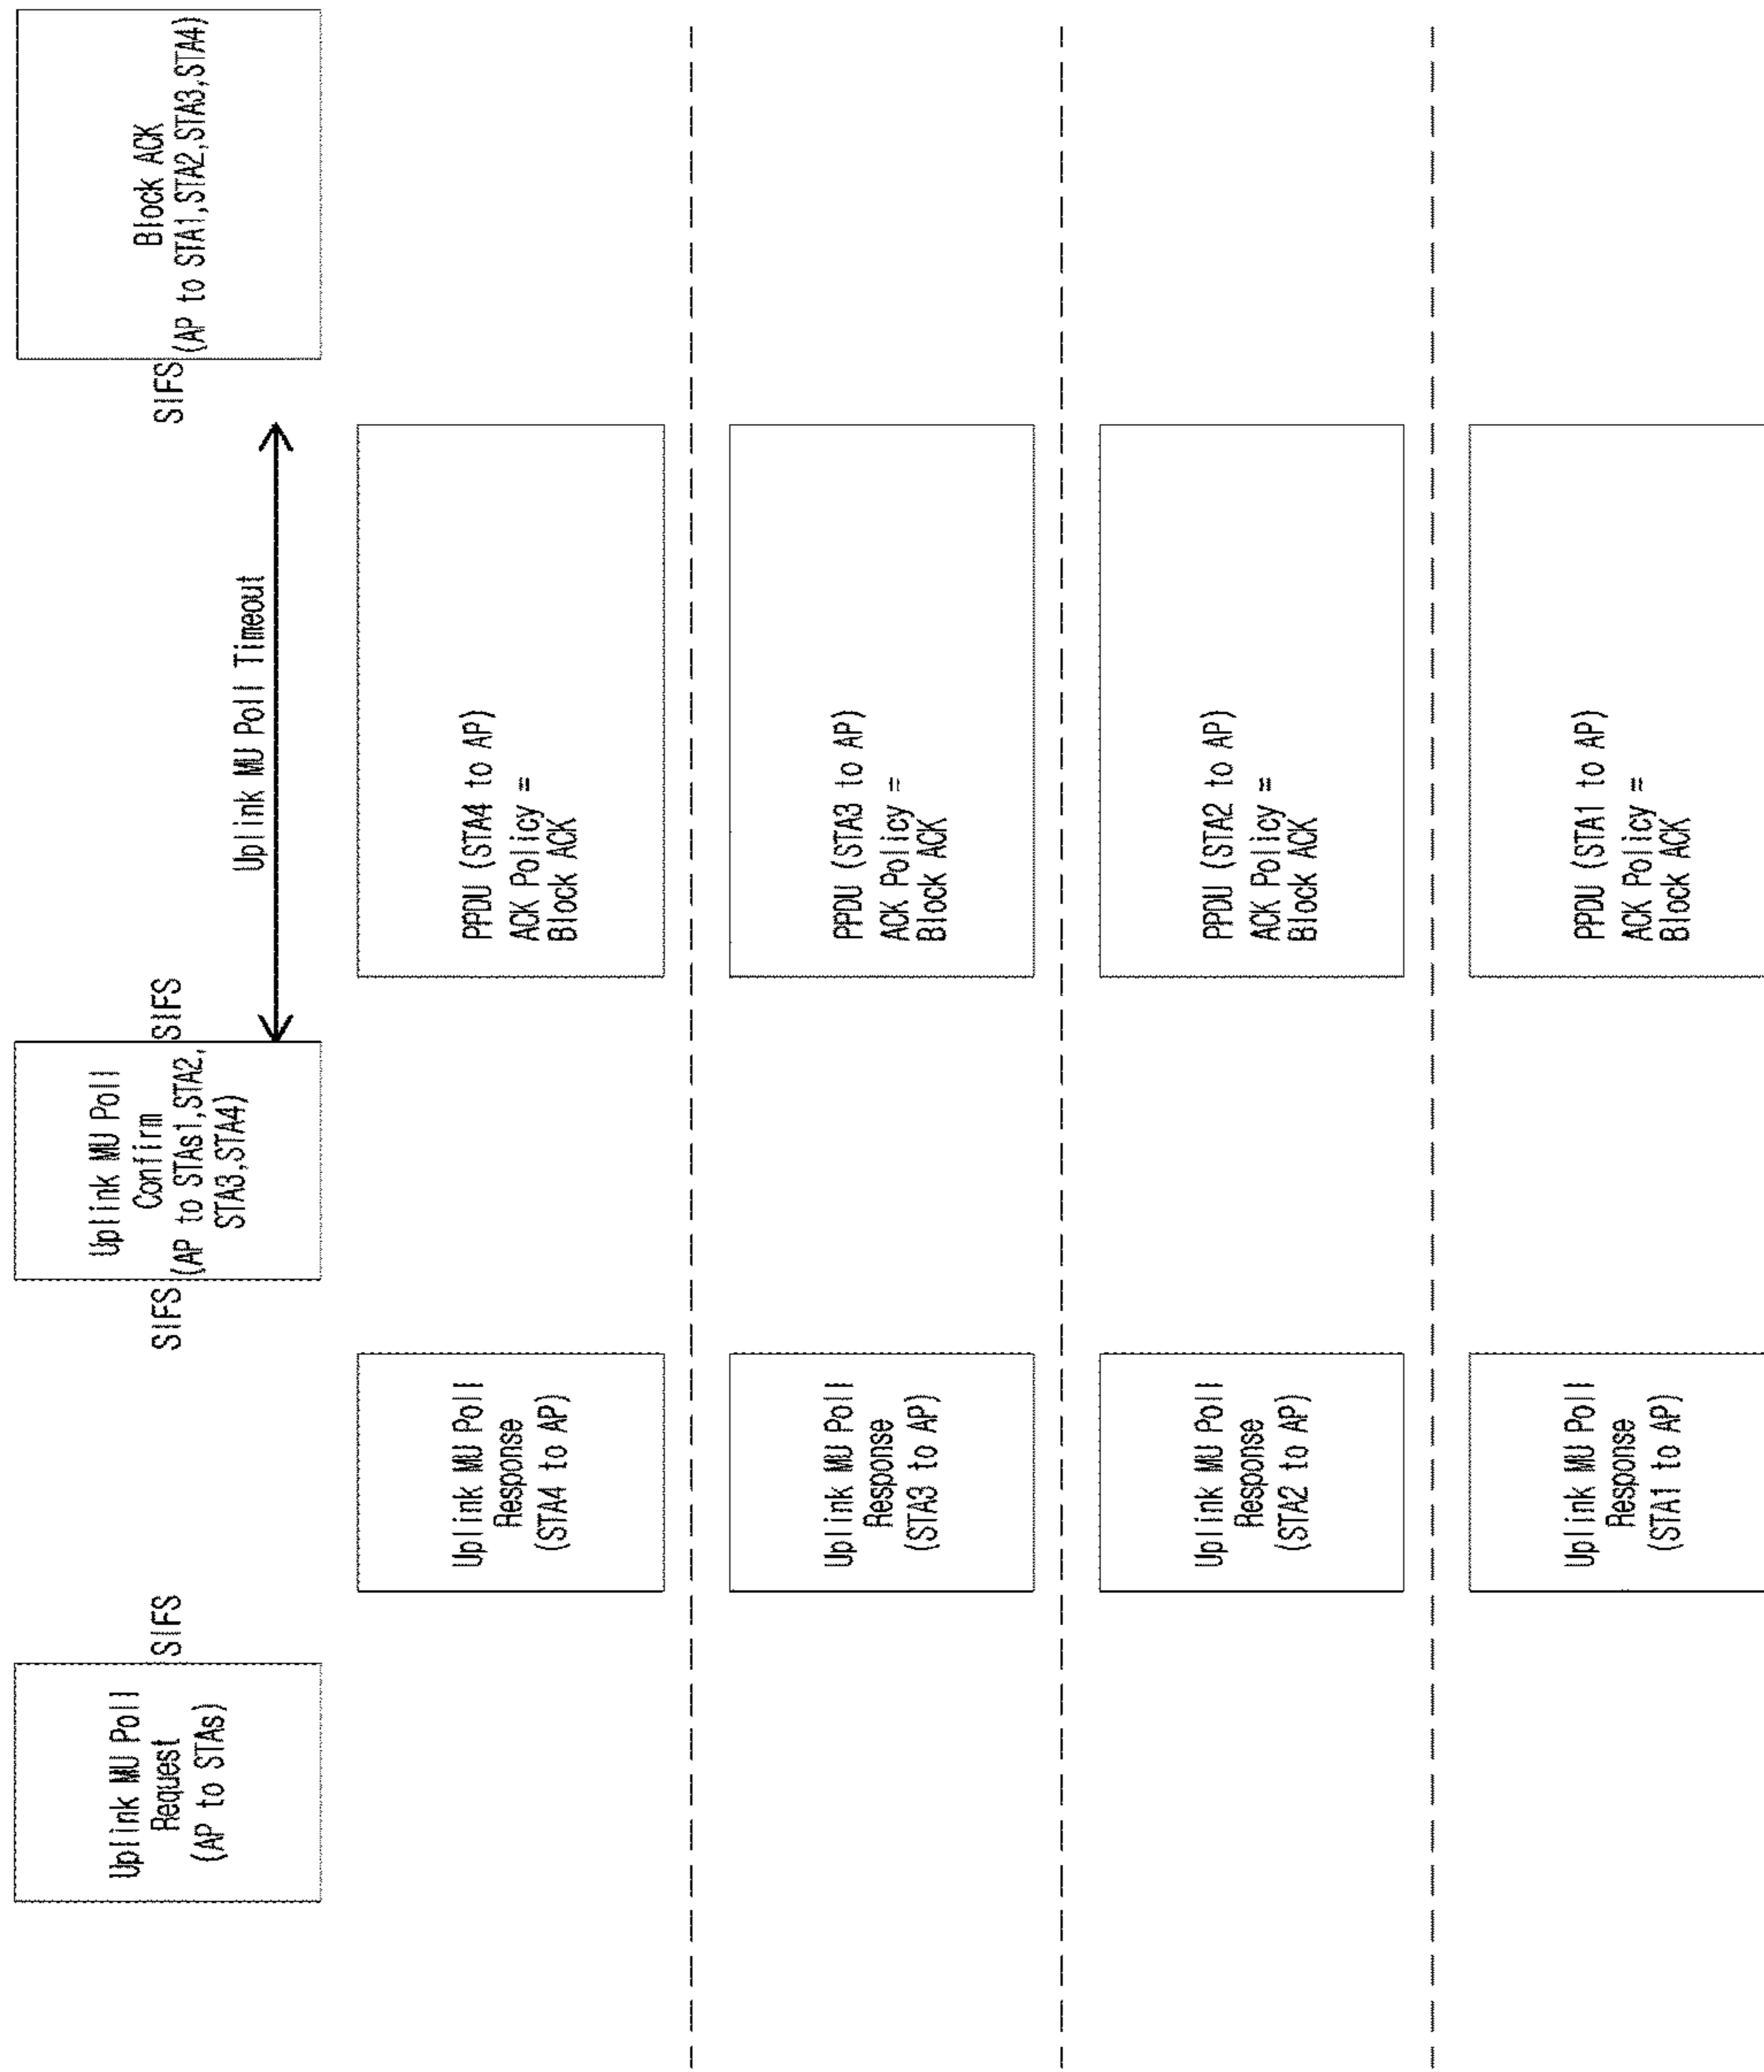 Uplink MU Poll
Request
(AP to STAs)
SIFS
SIFS
Uplink MU Poll
Confirm
(AP to STAs1,STA2,
STA3,STA4)
SIFS
Uplink MU Poll Timeout
SIFS
Block ACK
(AP to STA1,STA2,STA3,STA4)
Uplink MU Poll
Response
(STA4 to AP)
PPDU (STA4 to AP)
ACK Policy =
Block ACK
Uplink MU Poll
Response
(STA3 to AP)
PPDU (STA3 to AP)
ACK Policy =
Block ACK
Uplink MU Poll
Response
(STA2 to AP)
PPDU (STA2 to AP)
ACK Policy =
Block ACK
Uplink MU Poll
Response
(STA1 to AP)
PPDU (STA1 to AP)
ACK Policy =
Block ACK